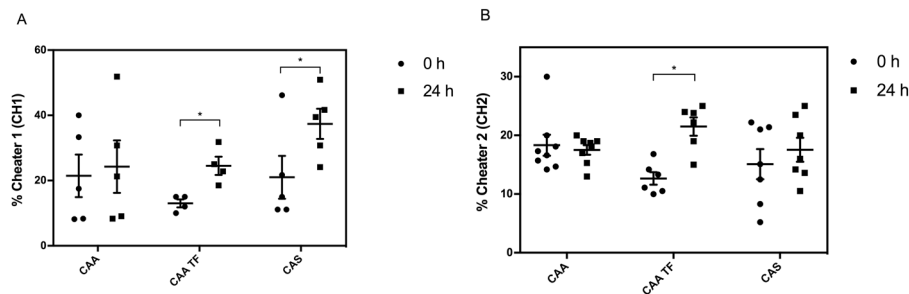 A
% Cheater 1 (CH1)
60
40
20
0
*
*
CAA
CAA TF
CAS
0 h
24 h
B
% Cheater 2 (CH2)
30
20
10
0
*
CAA
CAA TF
CAS
0 h
24 h